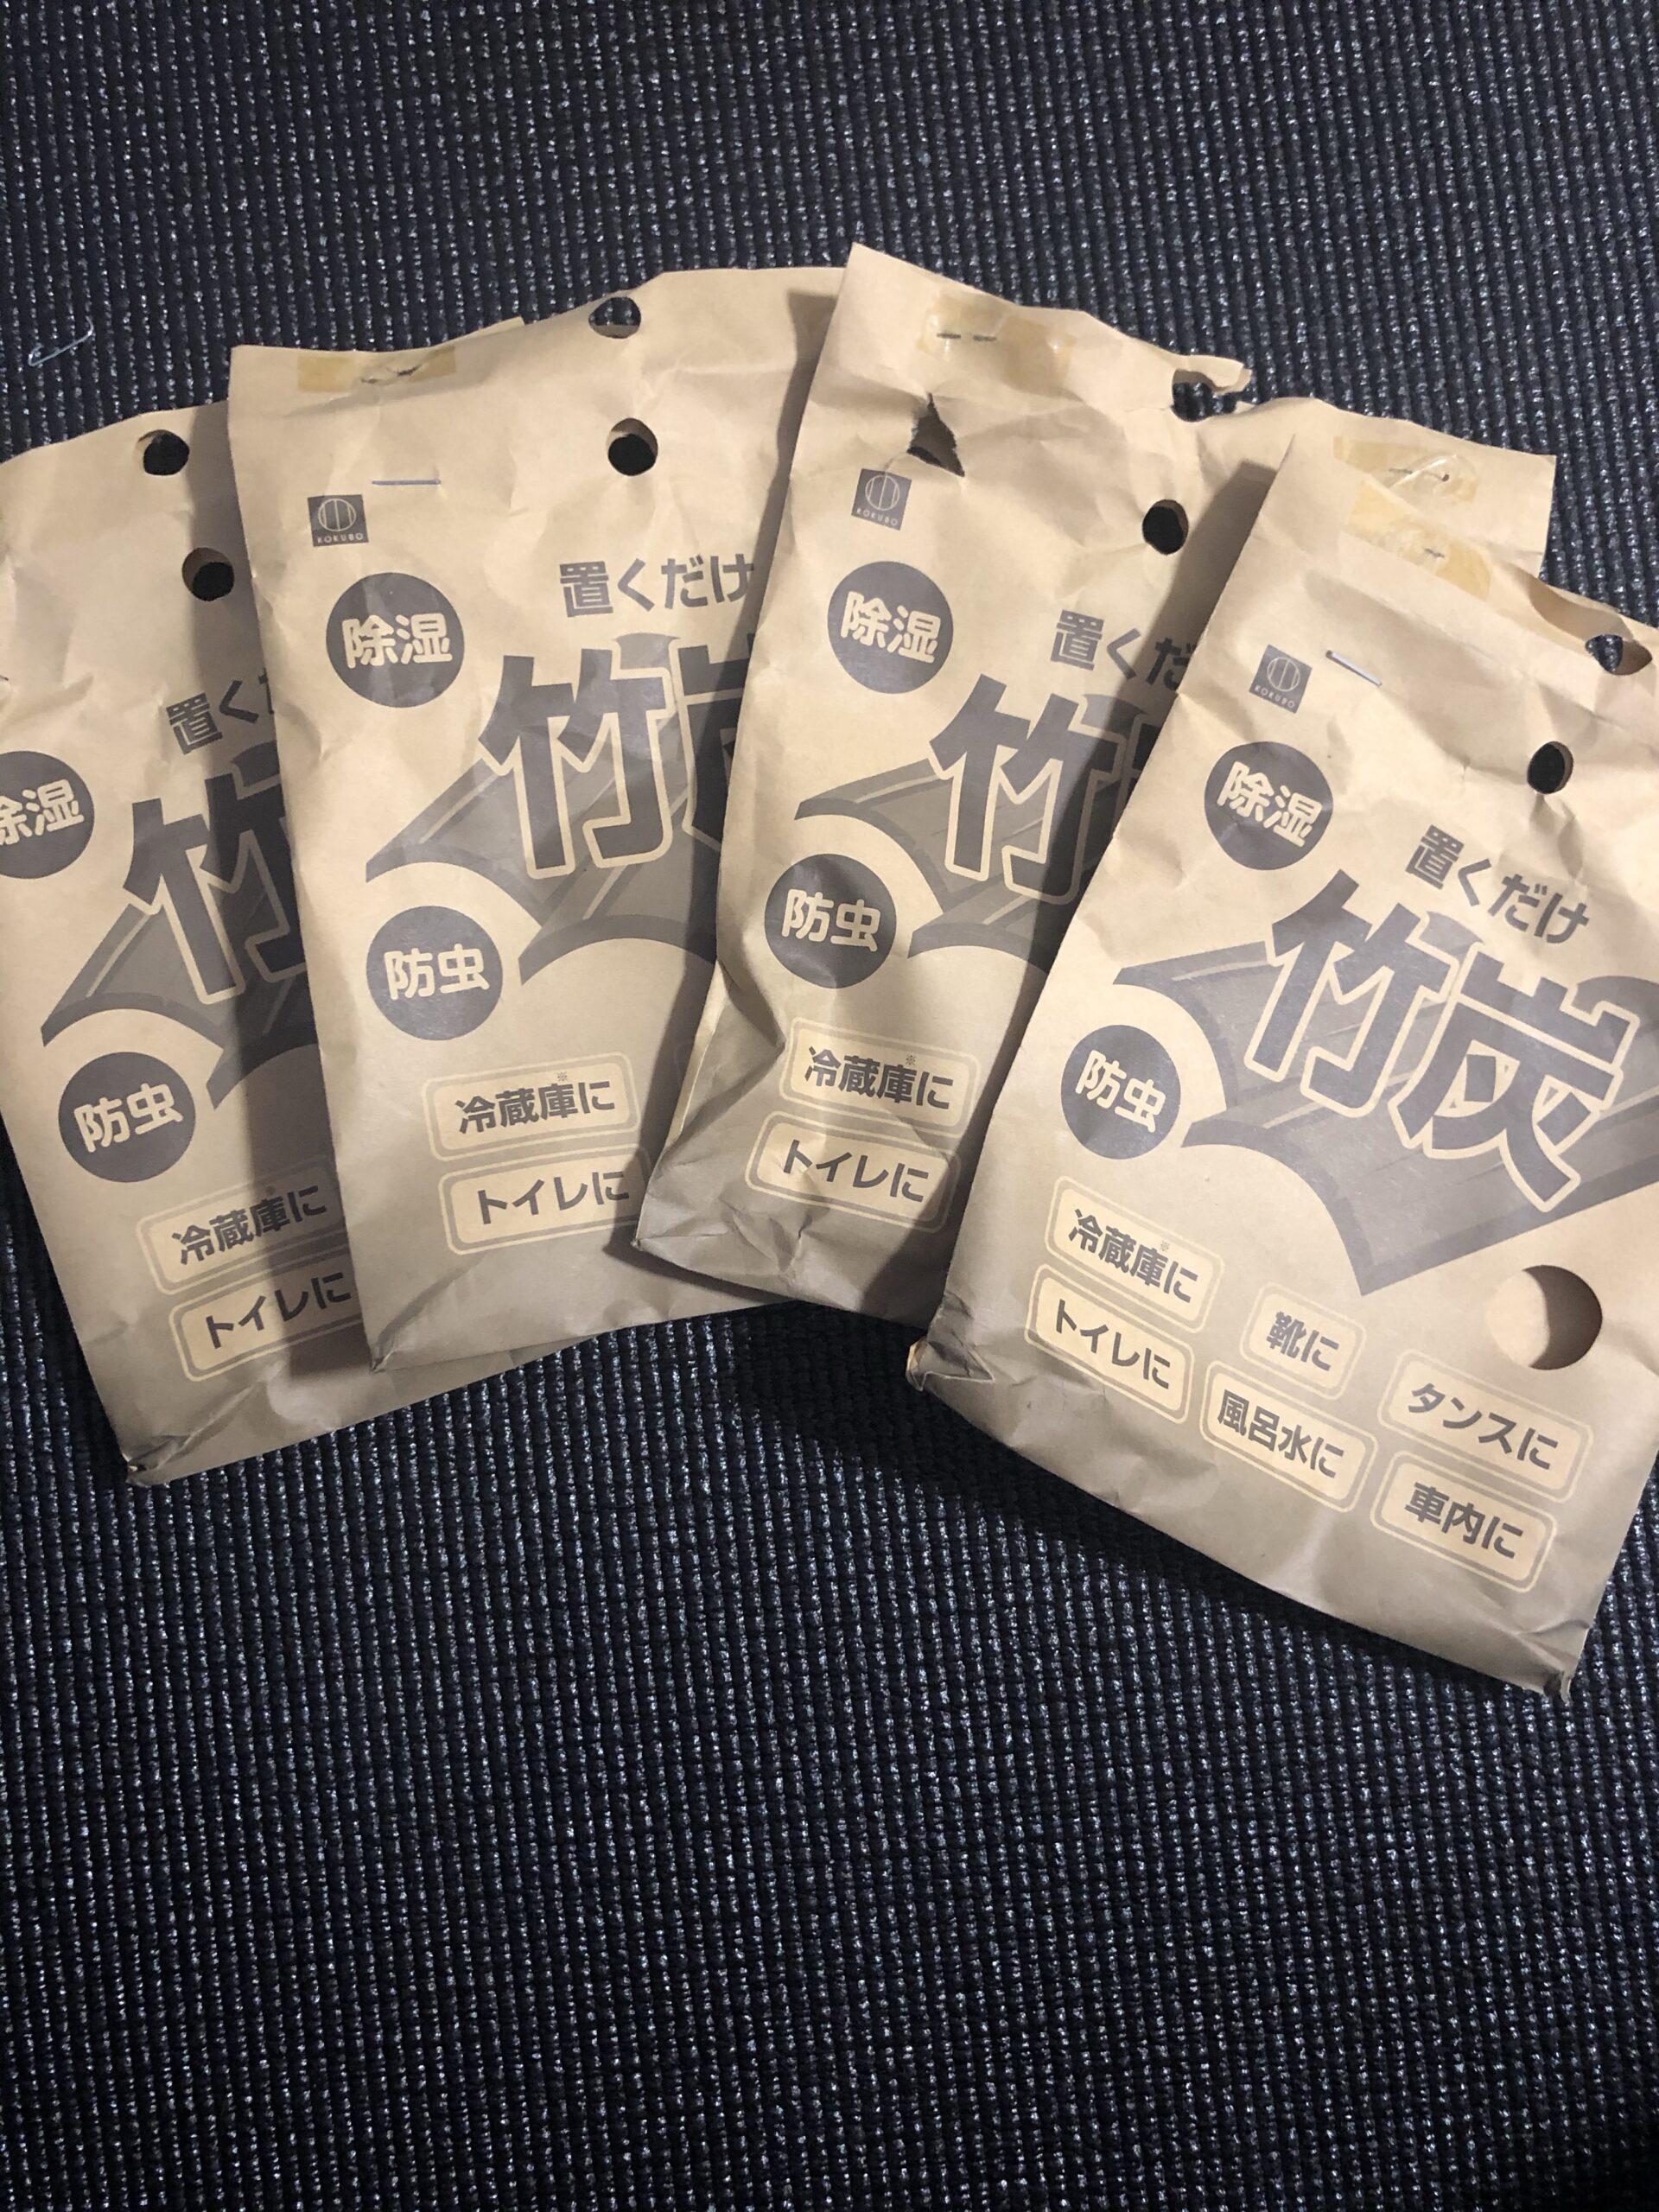 置く
除湿
竹
防虫
冷蔵庫に※
トイレに
KOKUBO
除湿
置くだけ
竹
防虫
冷蔵庫に※
トイレに
KOKUBO
除湿
置くだ
竹
防虫
冷蔵庫に※
トイレに
KOKUBO
除湿
置くだけ
竹炭
防虫
冷蔵庫に※
靴に
タンスに
トイレに
風呂水に
車内に